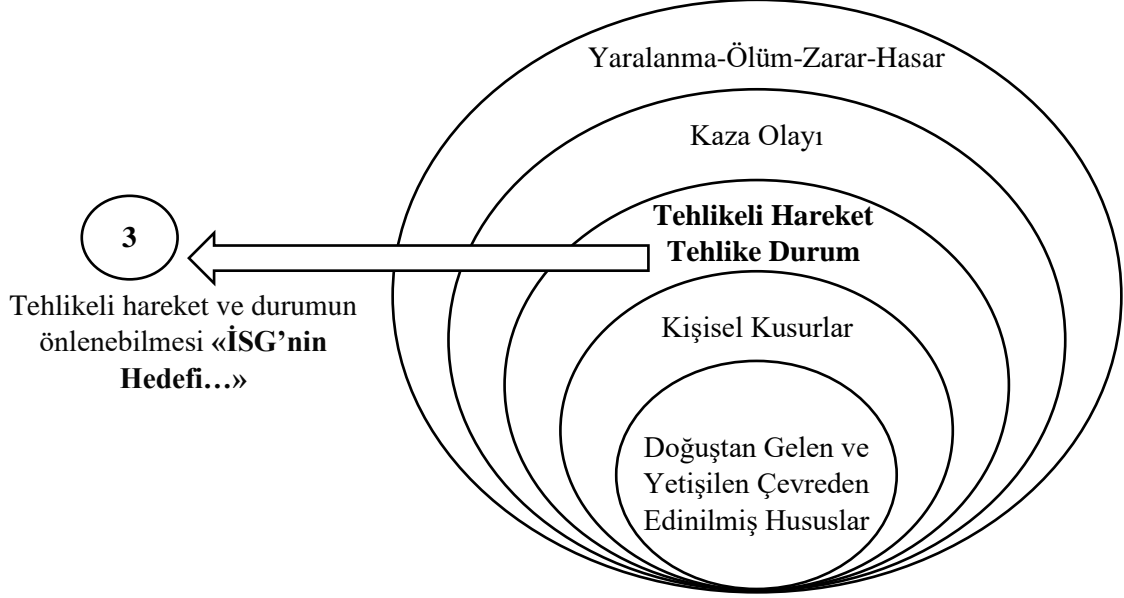 Yaralanma-Ölüm-Zarar-Hasar
Kaza Olayı
Tehlikeli Hareket
Tehlike Durum
Kişisel Kusurlar
Doğuştan Gelen ve
Yetişilen Çevreden
Edinilmiş Hususlar
3
Tehlikeli hareket ve durumun
önlenebilmesi «İSG’nin
Hedefi…»